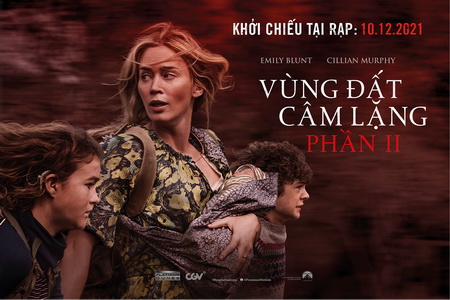 KHỞI CHIẾU TẠI RẠP: 10.12.2021
EMILY BLUNT CILLIAN MURPHY
VÙNG ĐẤT
CÂM LẶNG
PHẦN II
CGV